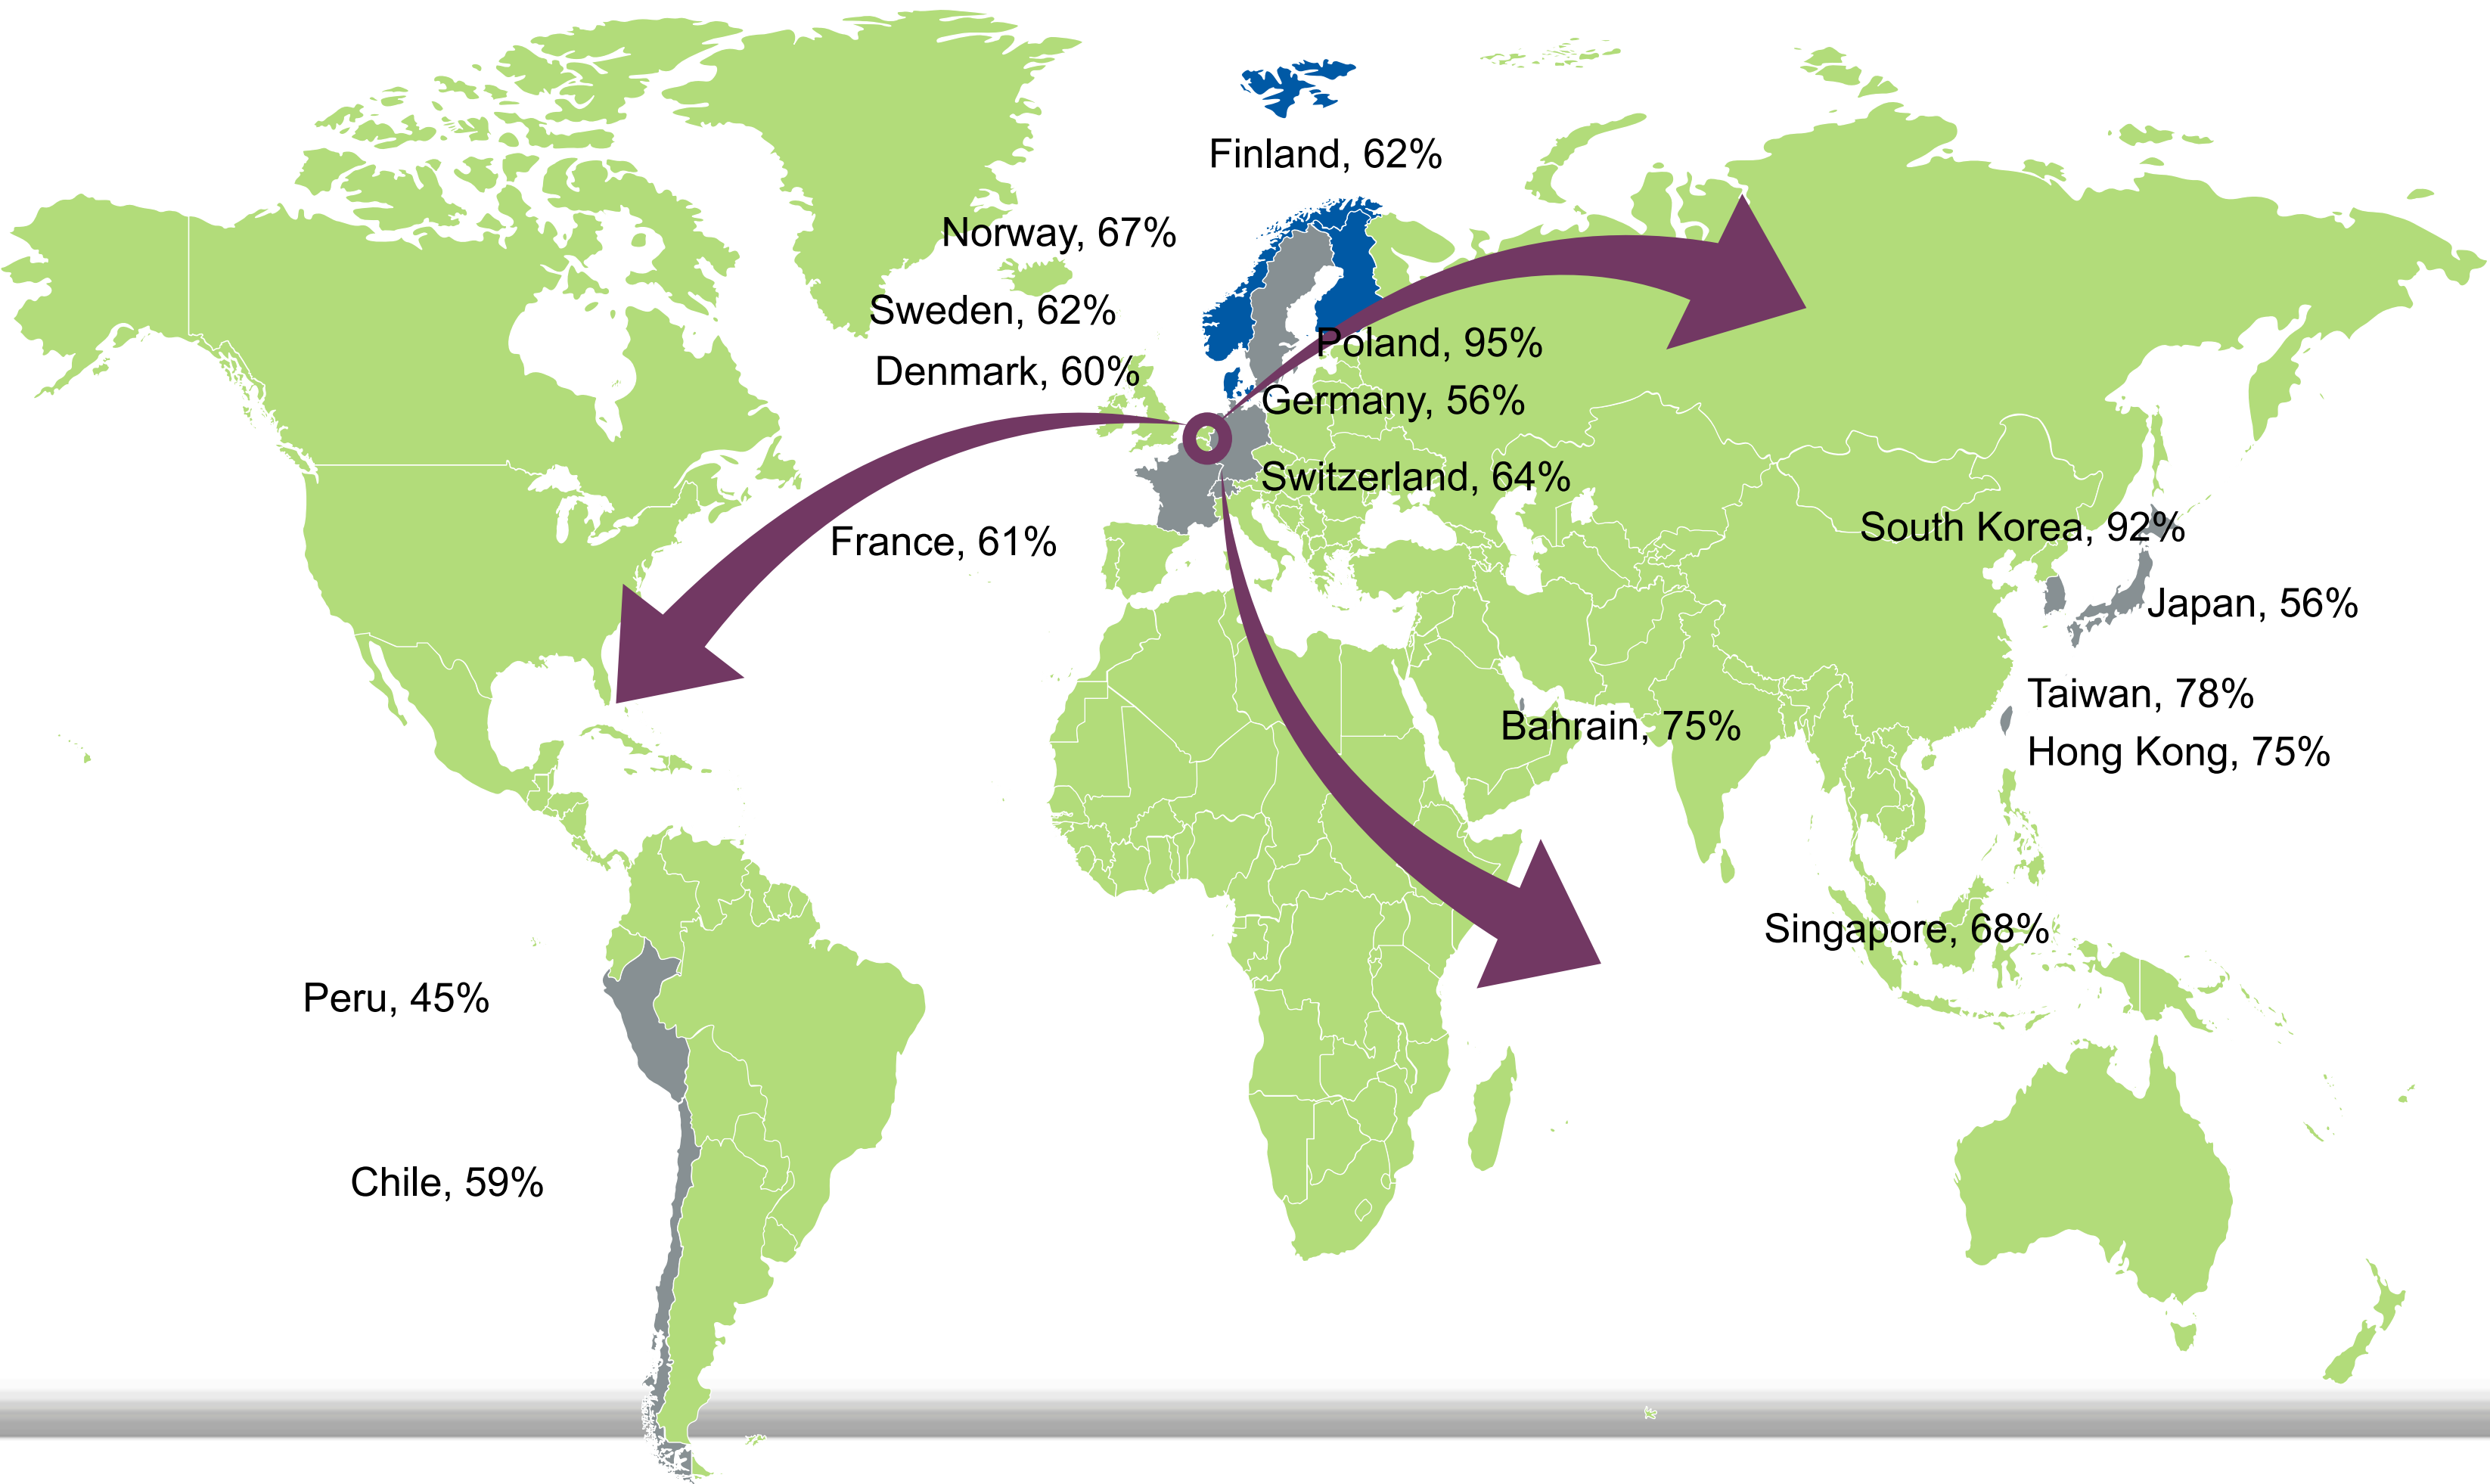 Finland, 62%
Norway, 67%
Sweden, 62%
Poland, 95%
Denmark, 60%
Germany, 56%
Switzerland, 64%
South Korea, 92%
France, 61%
Japan, 56%
Taiwan, 78%
Bahrain, 75%
Hong Kong, 75%
Singapore, 68%
Peru, 45%
Chile, 59%